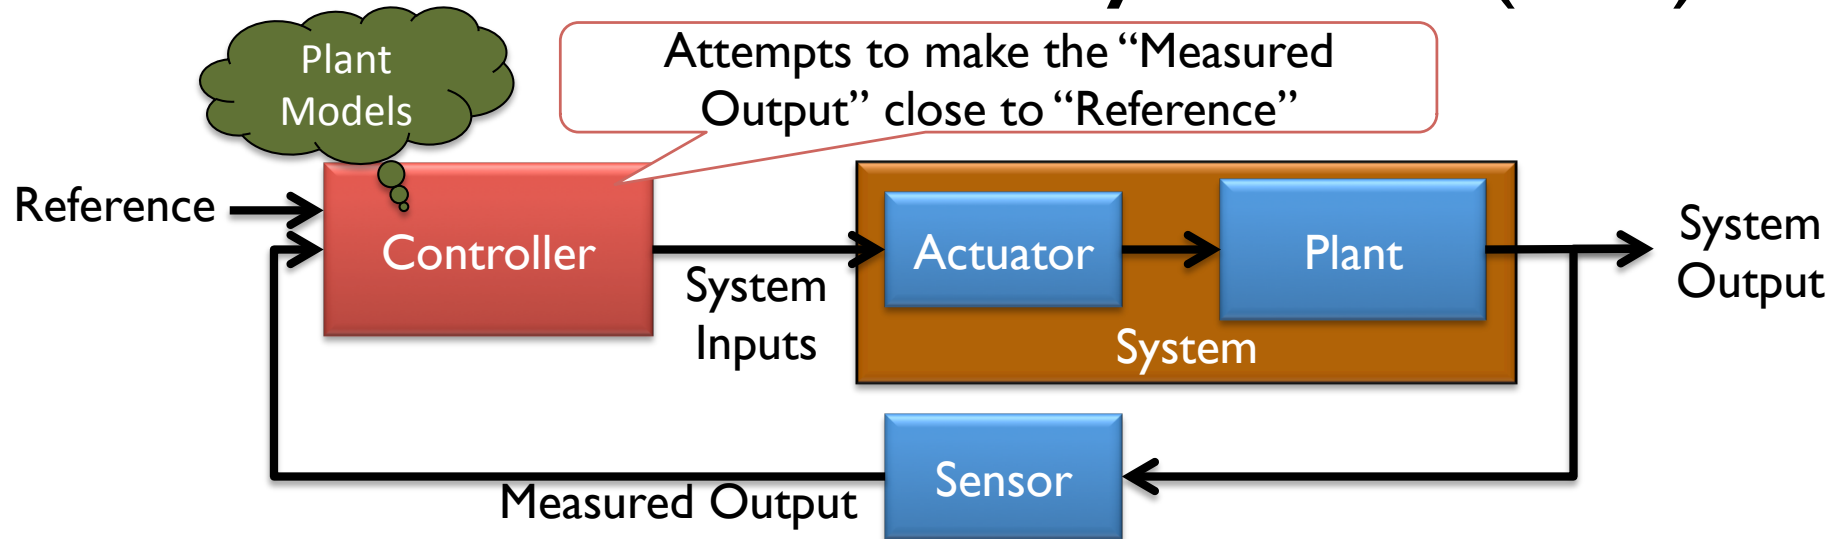 Plant
Models
Attempts to make the “Measured
Output” close to “Reference”
Reference
Controller
System
Inputs
Actuator
Plant
System
System
Output
Sensor
Measured Output